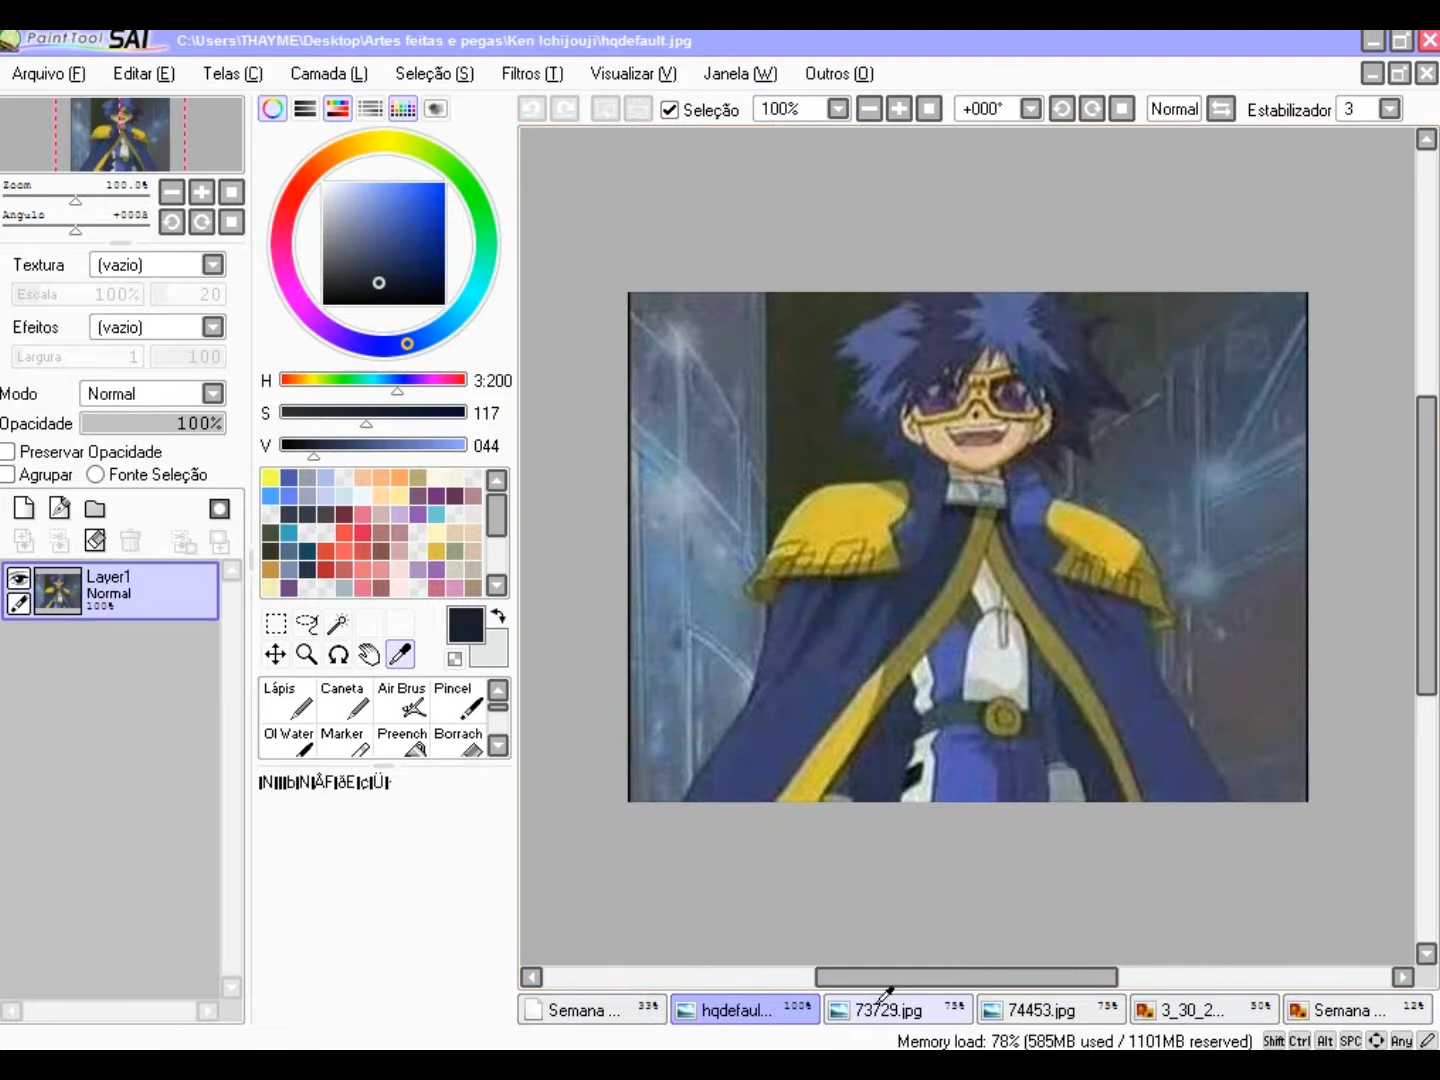 PaintTool SAI C:\Users\THAYME\Desktop\Artes feitas e pegas\Ken Ichijouji\hqdefault.jpg
Arquivo (F) Editar (E) Telas (C) Camada (L) Seleção (S) Filtros (T) Visualizar (V) Janela (W) Outros (O)
Seleção 100% +000° Normal Estabilizador 3
Zoom 100.0%
Angulo +000â
Textura (vazio)
Escala 100% 20
Efeitos (vazio)
Largura 1 100
Modo Normal
Opacidade 100%
Preservar Opacidade
Agrupar Fonte Seleção
Layer1
Normal
100%
H 3:200
S 117
V 044
Lápis Caneta Air Brus Pincel
Ol Water Marker Preench Borrach
Semana ... 33% hqdefaul... 100% 73729.jpg 75% 74453.jpg 75% 3_30_2... 50% Semana ... 12%
Memory load: 78% (585MB used / 1101MB reserved) Shift Ctrl Alt SPC Any